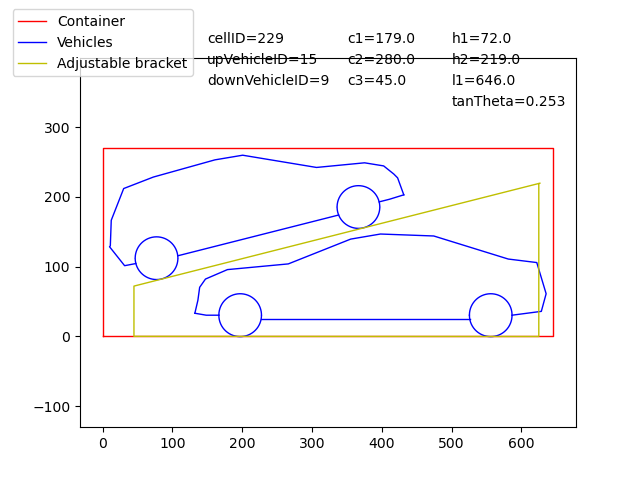 Container
Vehicles
Adjustable bracket
cellID=229 c1=179.0 h1=72.0
upVehicleID=15 c2=280.0 h2=219.0
downVehicleID=9 c3=45.0 l1=646.0
tanTheta=0.253
300
200
100
0
−100
0 100 200 300 400 500 600